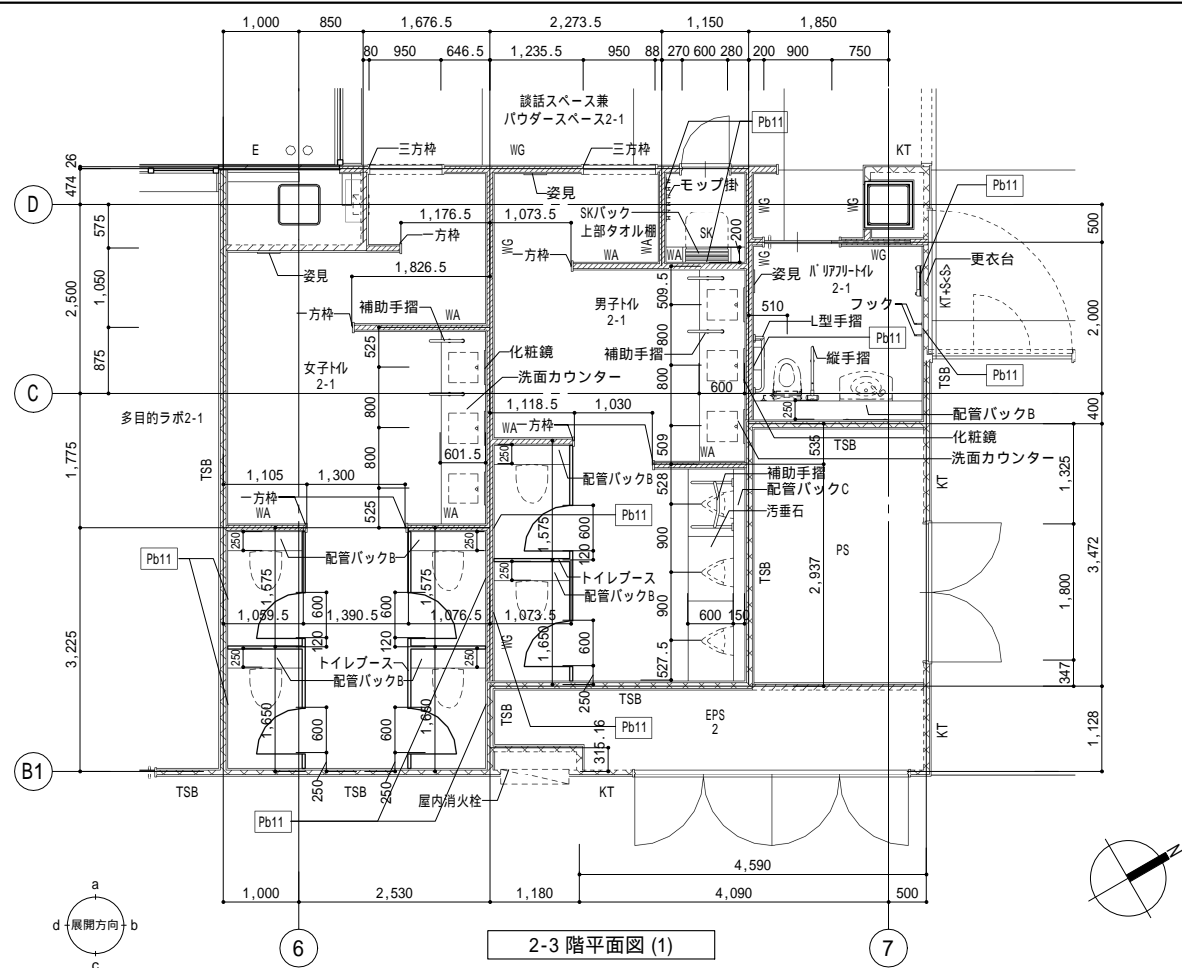 1,000 850 1,676.5 2,273.5 1,150 1,850
80 950 646.5 1,235.5 950 88 270 600 280 200 900 750
談話スペース兼
パウダースペース2-1
Pb11
E
三方枠
WG
三方枠
KT
474 26
姿見
モップ掛
Pb11
D
SKバック
上部タオル棚
SK
200
WG
WG
575
1,176.5
1,073.5
一方枠
WG
WA
WA
WA
500
姿見
1,826.5
一方枠
姿見
バリアフリートイレ
2-1
WG
WG
更衣台
KT+S<S>
2,500
1,050
一方枠
補助手摺
WA
509.5
男子トイレ
2-1
510
L型手摺
フック
Pb11
2,000
875
女子トイレ
2-1
525
化粧鏡
洗面カウンター
800
補助手摺
縦手摺
TSB
Pb11
C
800
1,118.5
1,030
800
600
250
配管バックB
400
多目的ラボ2-1
TSB
一方枠
WA
509
WA
TSB
535
化粧鏡
洗面カウンター
1,775
1,105
1,300
800
601.5
250
配管バックB
528
補助手摺
配管バックC
汚垂石
KT
1,325
一方枠
WA
525
WA
Pb11
1,575
600
120
900
PS
Pb11
250
配管バックB
250
250
トイレブース
配管バックB
TSB
2,937
3,472
1,800
1,575
1,575
1,059.5
1,390.5
1,076.5
1,073.5
600
600
900
600
150
120
120
WG
1,650
600
3,225
250
トイレブース
配管バックB
250
527.5
347
1,650
1,650
600
600
250
TSB
TSB
Pb11
EPS
2
315.16
KT
1,128
B1
TSB
250
TSB
250
屋内消火栓
KT
Pb11
4,590
1,000 2,530 1,180 4,090 500
N
a
d 展開方向 b
c
6
2-3 階平面図 (1)
7